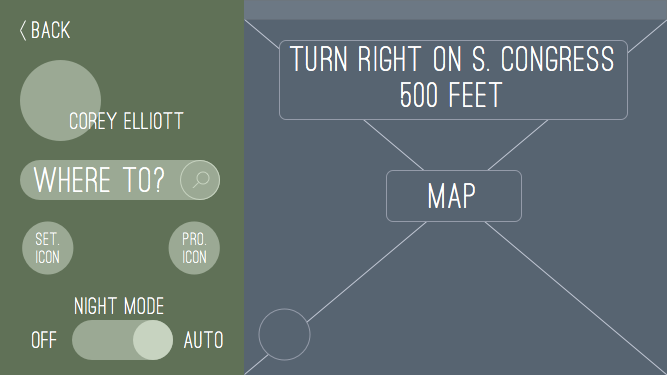 BACK
COREY ELLIOTT
WHERE TO?
SET.
ICON
PRO.
ICON
NIGHT MODE
OFF
AUTO
TURN RIGHT ON S. CONGRESS
500 FEET
MAP